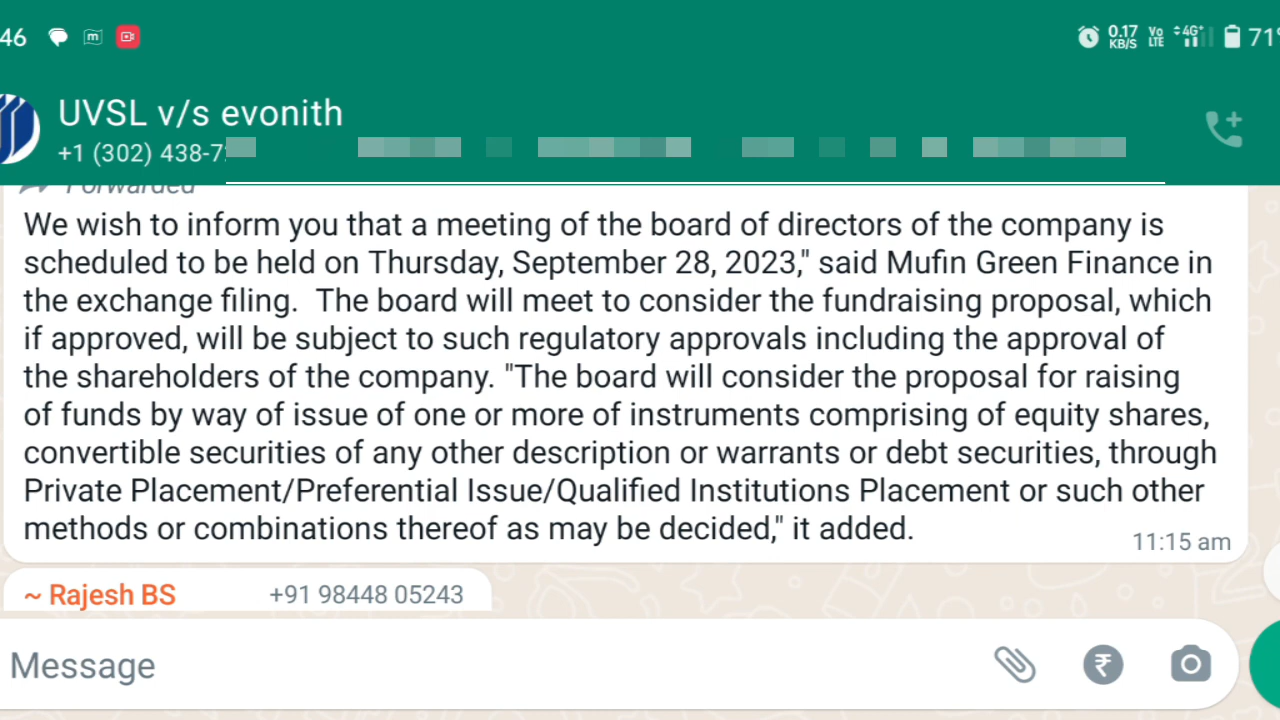 46 m 0.17 KB/S Vo LTE 4G+ 71
UVSL v/s evonith
+1 (302) 438-7
Forwarded
We wish to inform you that a meeting of the board of directors of the company is
scheduled to be held on Thursday, September 28, 2023," said Mufin Green Finance in
the exchange filing.  The board will meet to consider the fundraising proposal, which
if approved, will be subject to such regulatory approvals including the approval of
the shareholders of the company. "The board will consider the proposal for raising
of funds by way of issue of one or more of instruments comprising of equity shares,
convertible securities of any other description or warrants or debt securities, through
Private Placement/Preferential Issue/Qualified Institutions Placement or such other
methods or combinations thereof as may be decided," it added.
11:15 am
~ Rajesh BS +91 98448 05243
Message
₹